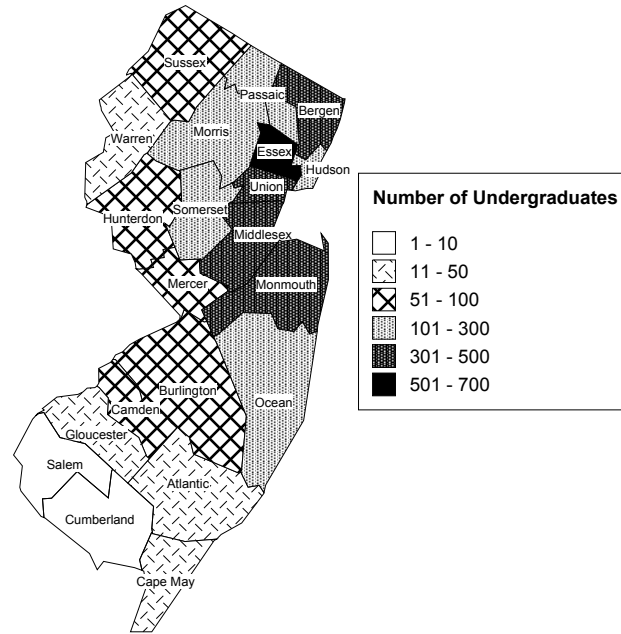 Sussex
Passaic
Bergen
Warren
Morris
Essex
Hudson
Union
Hunterdon
Somerset
Middlesex
Mercer
Monmouth
Burlington
Camden
Ocean
Gloucester
Salem
Atlantic
Cumberland
Cape May
Number of Undergraduates
1 - 10
11 - 50
51 - 100
101 - 300
301 - 500
501 - 700